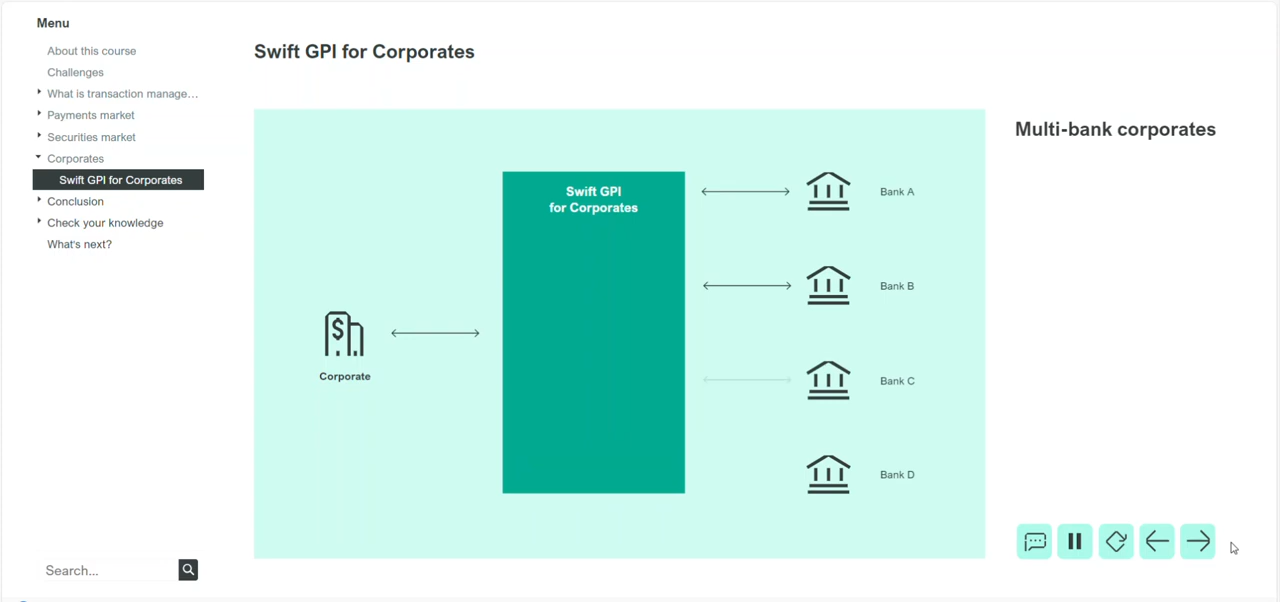 Menu
About this course
Challenges
What is transaction manage...
Payments market
Securities market
Corporates
Swift GPI for Corporates
Conclusion
Check your knowledge
What's next?
Search...
Swift GPI for Corporates
Swift GPI
for Corporates
Corporate
Bank A
Bank B
Bank C
Bank D
Multi-bank corporates